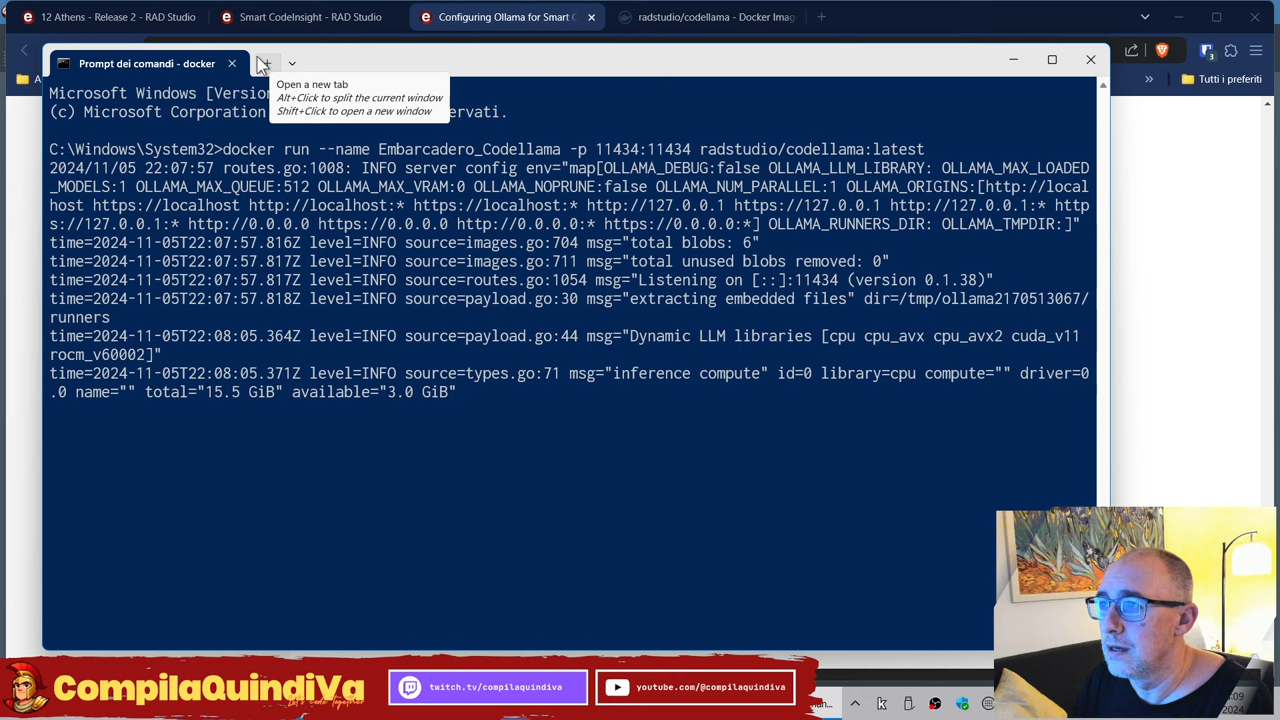 12 Athens - Release 2 - RAD Studio
Smart CodeInsight - RAD Studio
Configuring Ollama for Smart C
radstudio/codellama - Docker Imag
Prompt dei comandi - docker
Tutti i preferiti
Open a new tab
Alt+Click to split the current window
Shift+Click to open a new window
Microsoft Windows [Version
(c) Microsoft Corporation
ervati.
C:\Windows\System32>docker run --name Embarcadero_Codellama -p 11434:11434 radstudio/codellama:latest
2024/11/05 22:07:57 routes.go:1008: INFO server config env="map[OLLAMA_DEBUG:false OLLAMA_LLM_LIBRARY: OLLAMA_MAX_LOADED
_MODELS:1 OLLAMA_MAX_QUEUE:512 OLLAMA_MAX_VRAM:0 OLLAMA_NOPRUNE:false OLLAMA_NUM_PARALLEL:1 OLLAMA_ORIGINS:[http://local
host https://localhost http://localhost:* https://localhost:* http://127.0.0.1 https://127.0.0.1 http://127.0.0.1:* http
s://127.0.0.1:* http://0.0.0.0 https://0.0.0.0 http://0.0.0.0:* https://0.0.0.0:*] OLLAMA_RUNNERS_DIR: OLLAMA_TMPDIR:]"
time=2024-11-05T22:07:57.816Z level=INFO source=images.go:704 msg="total blobs: 6"
time=2024-11-05T22:07:57.817Z level=INFO source=images.go:711 msg="total unused blobs removed: 0"
time=2024-11-05T22:07:57.817Z level=INFO source=routes.go:1054 msg="Listening on [::]:11434 (version 0.1.38)"
time=2024-11-05T22:07:57.818Z level=INFO source=payload.go:30 msg="extracting embedded files" dir=/tmp/ollama2170513067/
runners
time=2024-11-05T22:08:05.364Z level=INFO source=payload.go:44 msg="Dynamic LLM libraries [cpu cpu_avx cpu_avx2 cuda_v11
rocm_v60002]"
time=2024-11-05T22:08:05.371Z level=INFO source=types.go:71 msg="inference compute" id=0 library=cpu compute="" driver=0
.0 name="" total="15.5 GiB" available="3.0 GiB"
CompilaQuindiVa
Let's code Together
twitch.tv/compilaquindiva
youtube.com/@compilaquindiva
:09
2024